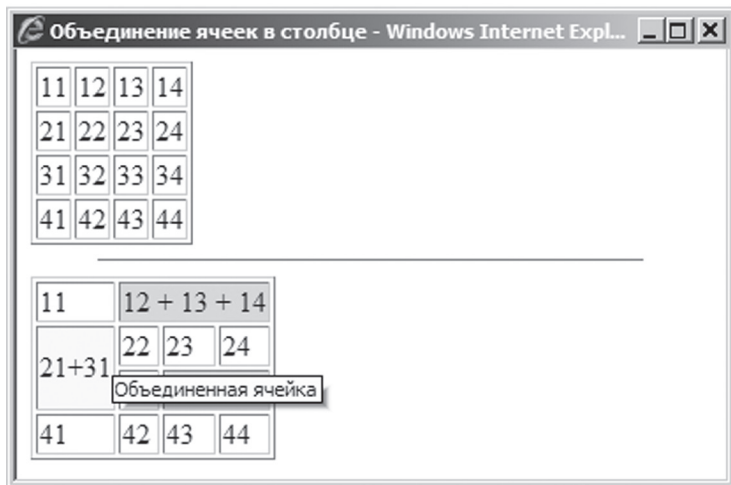 Объединение ячеек в столбце - Windows Internet Expl...
11 12 13 14
21 22 23 24
31 32 33 34
41 42 43 44
11 12 + 13 + 14
21+31 22 23 24
Объединенная ячейка
41 42 43 44